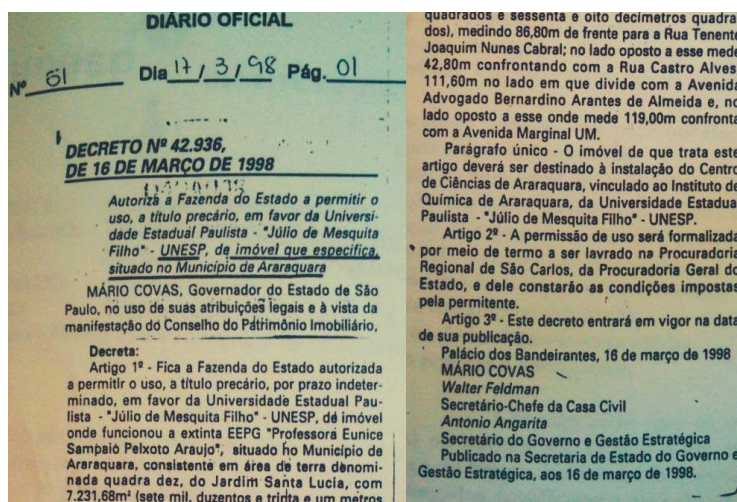 DIÁRIO OFICIAL
Nº 51 Dia 17 / 3 / 98 Pág. 01
DECRETO Nº 42.936,
DE 16 DE MARÇO DE 1998
Autoriza a Fazenda do Estado a permitir o
uso, a título precário, em favor da Universi-
dade Estadual Paulista - "Júlio de Mesquita
Filho" - UNESP, de imóvel que especifica,
situado no Município de Araraquara
MÁRIO COVAS, Governador do Estado de São
Paulo, no uso de suas atribuições legais e à vista da
manifestação do Conselho do Patrimônio Imobiliário,
Decreta:
Artigo 1º - Fica a Fazenda do Estado autorizada
a permitir o uso, a título precário, por prazo indeter-
minado, em favor da Universidade Estadual Pau-
lista - "Júlio de Mesquita Filho" - UNESP, de imóvel
onde funcionou a extinta EEPG "Professora Eunice
Sampaio Peixoto Araujo", situado no Município de
Araraquara, consistente em área de terra denomi-
nada quadra dez, do Jardim Santa Lucia, com
7.231,68m² (sete mil, duzentos e trinta e um metros
quadrados e sessenta e oito decímetros quadra-
dos), medindo 86,80m de frente para a Rua Tenente
Joaquim Nunes Cabral; no lado oposto a esse mede
42,80m confrontando com a Rua Castro Alves;
111,60m no lado em que divide com a Avenida
Advogado Bernardino Arantes de Almeida e, no
lado oposto a esse onde mede 119,00m confronta
com a Avenida Marginal UM.
Parágrafo único - O imóvel de que trata este
artigo deverá ser destinado à instalação do Centro
de Ciências de Araraquara, vinculado ao Instituto de
Química de Araraquara, da Universidade Estadual
Paulista - "Júlio de Mesquita Filho" - UNESP.
Artigo 2º - A permissão de uso será formalizada
por meio de termo a ser lavrado na Procuradoria
Regional de São Carlos, da Procuradoria Geral do
Estado, e dele constarão as condições impostas
pela permitente.
Artigo 3º - Este decreto entrará em vigor na data
de sua publicação.
Palácio dos Bandeirantes, 16 de março de 1998
MÁRIO COVAS
Walter Feldman
Secretário-Chefe da Casa Civil
Antonio Angarita
Secretário do Governo e Gestão Estratégica
Publicado na Secretaria de Estado do Governo e
Gestão Estratégica, aos 16 de março de 1998.